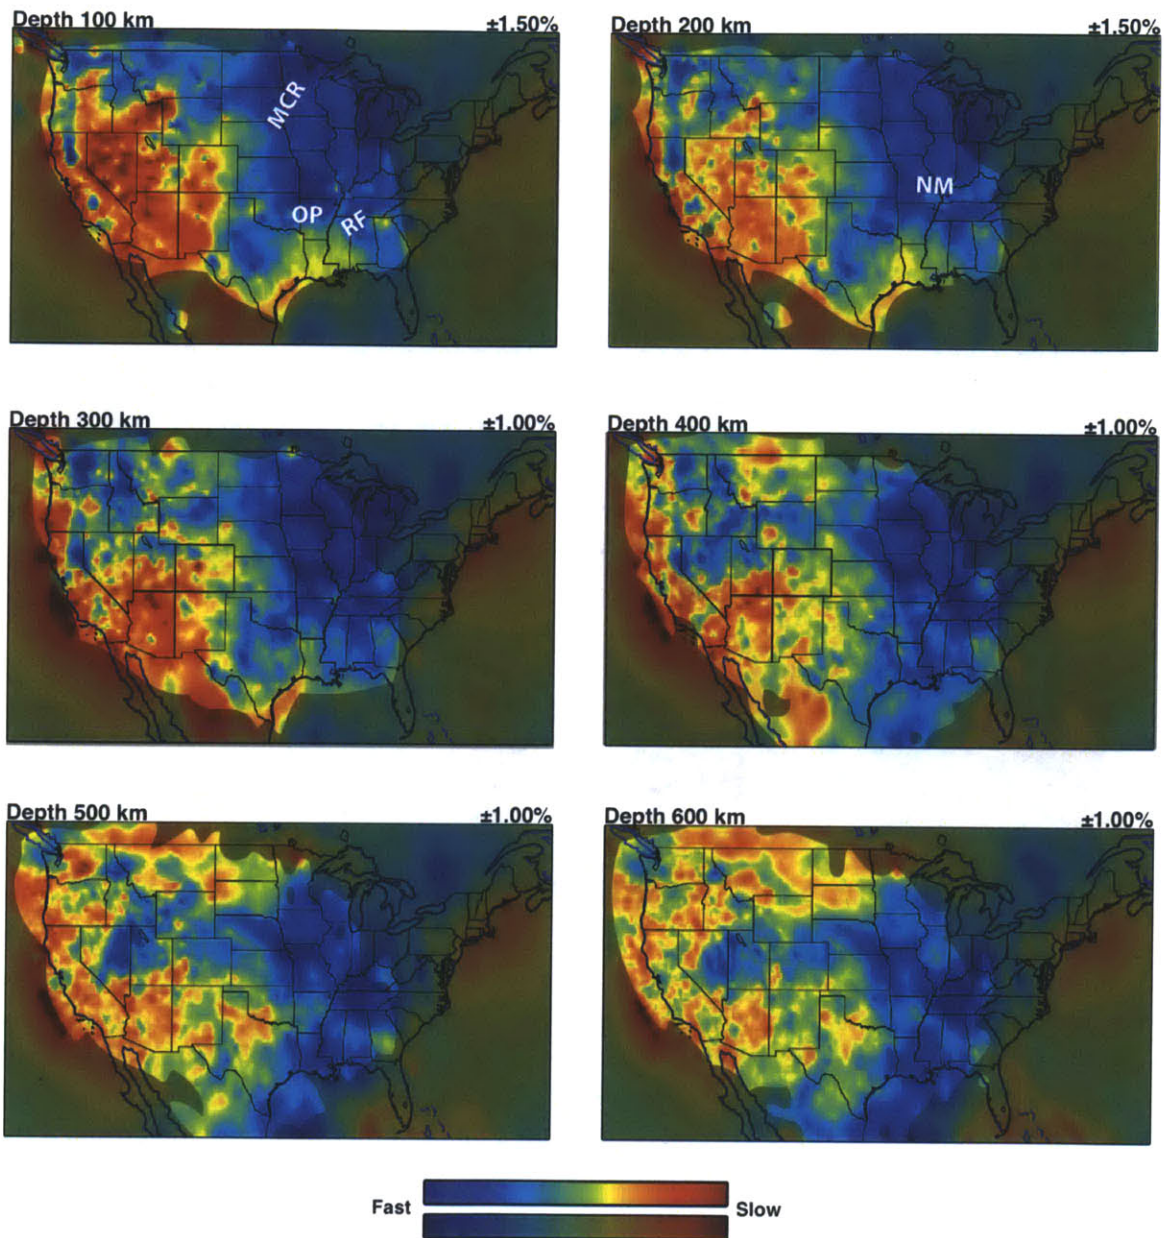 Depth 100 km ±1.50%
Depth 200 km ±1.50%
MCR
OP
RF
NM
Depth 300 km ±1.00%
Depth 400 km ±1.00%
Depth 500 km ±1.00%
Depth 600 km ±1.00%
Fast Slow